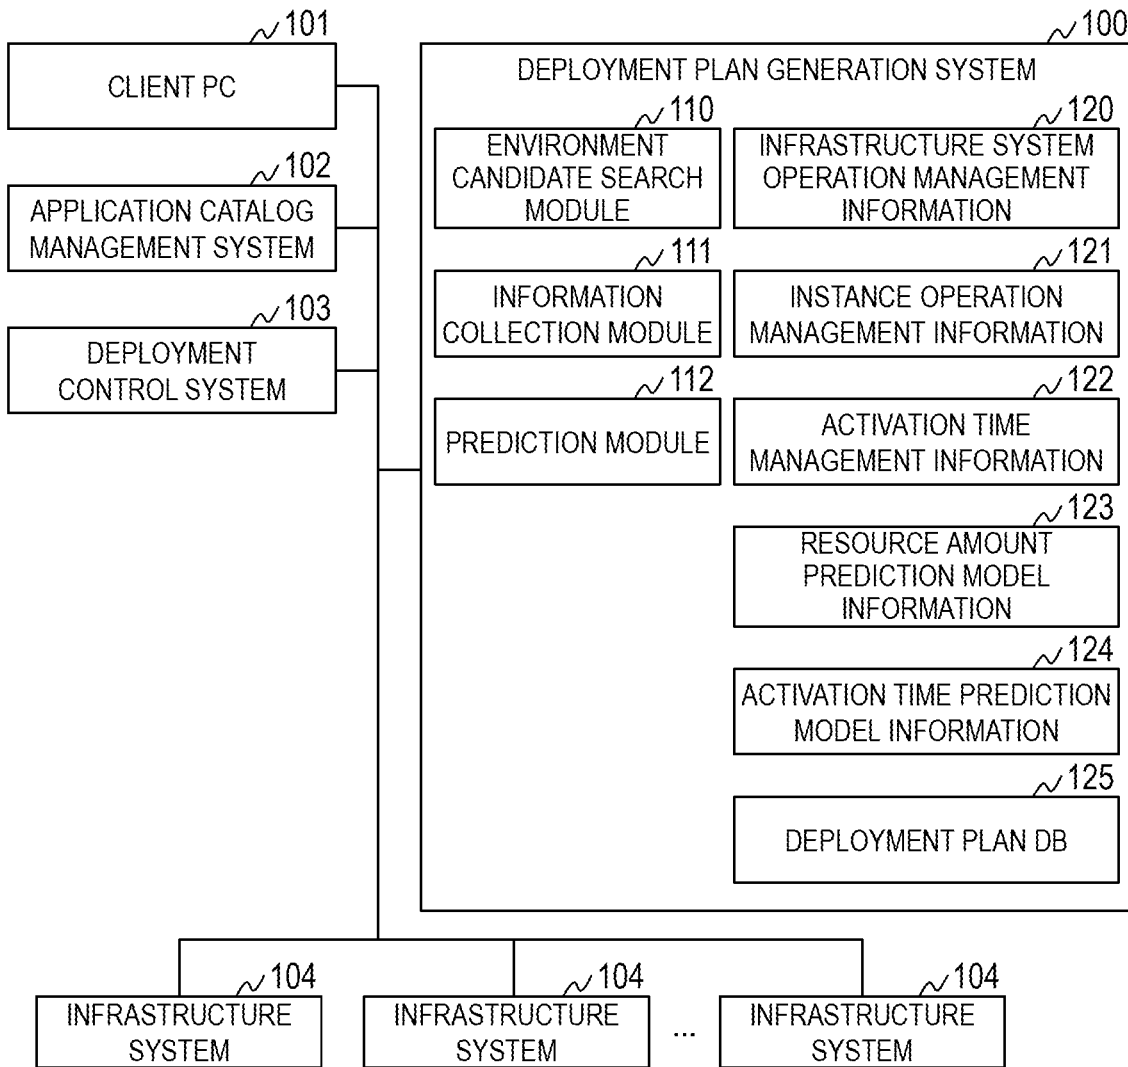 101
CLIENT PC
102
APPLICATION CATALOG
MANAGEMENT SYSTEM
103
DEPLOYMENT
CONTROL SYSTEM
100
DEPLOYMENT PLAN GENERATION SYSTEM
110
ENVIRONMENT
CANDIDATE SEARCH
MODULE
111
INFORMATION
COLLECTION MODULE
112
PREDICTION MODULE
120
INFRASTRUCTURE SYSTEM
OPERATION MANAGEMENT
INFORMATION
121
INSTANCE OPERATION
MANAGEMENT INFORMATION
122
ACTIVATION TIME
MANAGEMENT INFORMATION
123
RESOURCE AMOUNT
PREDICTION MODEL
INFORMATION
124
ACTIVATION TIME PREDICTION
MODEL INFORMATION
125
DEPLOYMENT PLAN DB
104
INFRASTRUCTURE
SYSTEM
104
INFRASTRUCTURE
SYSTEM
...
104
INFRASTRUCTURE
SYSTEM